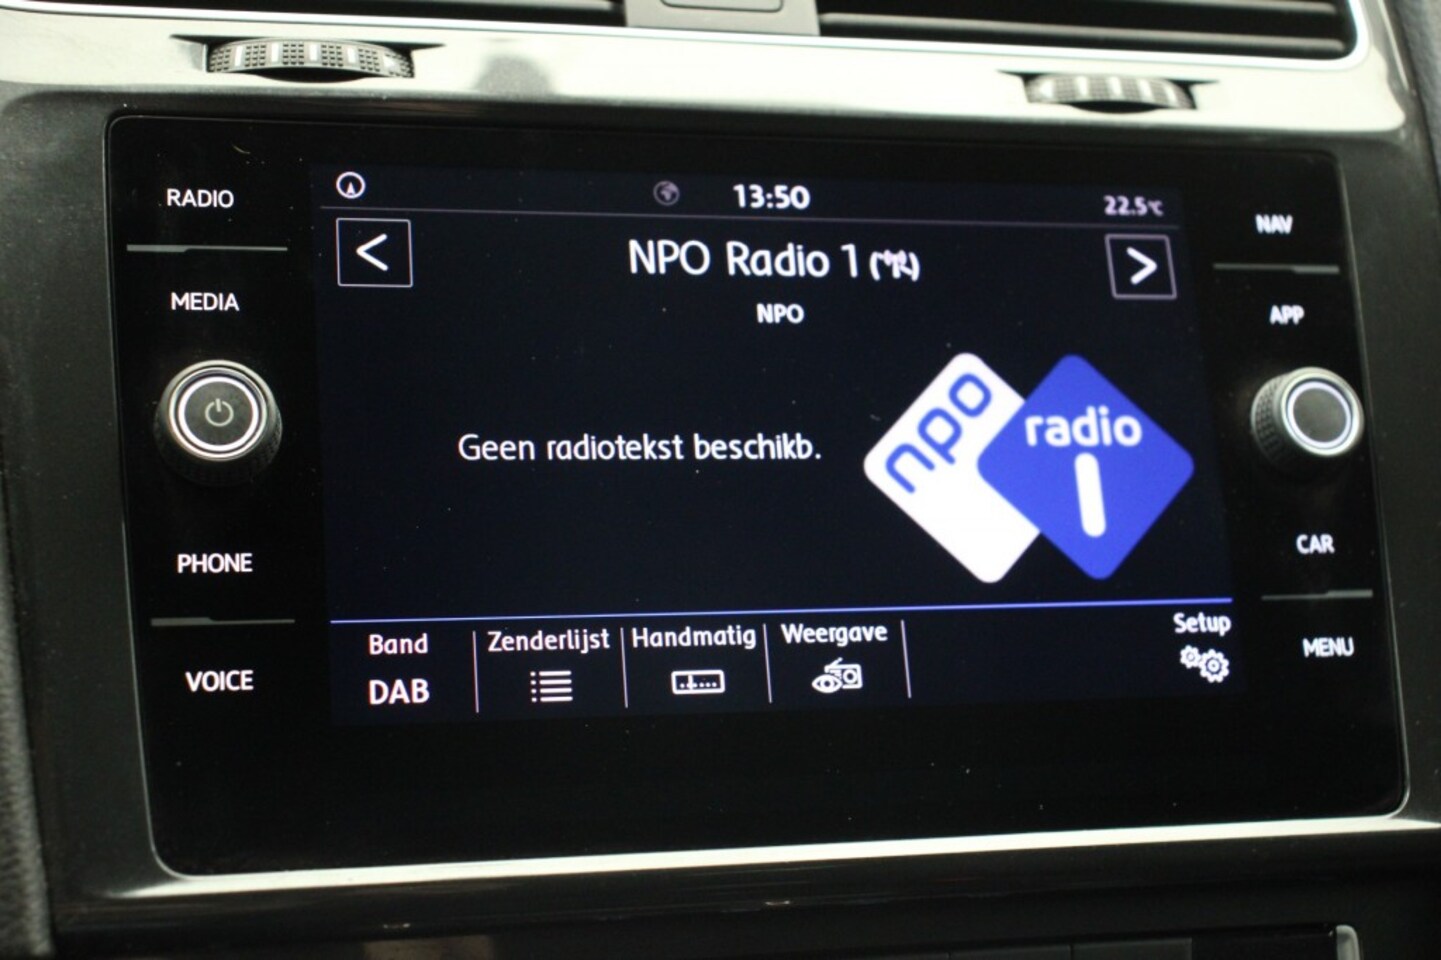 RADIO
MEDIA
PHONE
VOICE
13:50
22.5°C
<
NPO Radio 1
>
NPO
Geen radiotekst beschikb.
npo
radio
1
Band
DAB
Zenderlijst
Handmatig
Weergave
Setup
NAV
APP
CAR
MENU